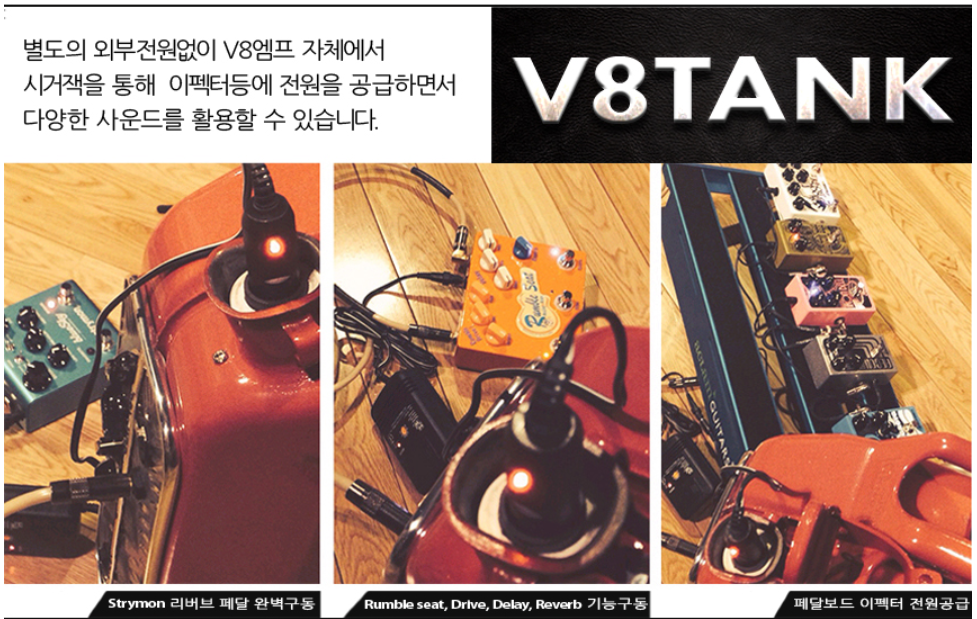 별도의 외부전원없이 V8엠프 자체에서
시거잭을 통해 이펙터등에 전원을 공급하면서
다양한 사운드를 활용할 수 있습니다.
V8TANK
Rumble Seat
GUITAR
Strymon 리버브 페달 완벽구동
Rumble seat, Drive, Delay, Reverb 기능구동
페달보드 이펙터 전원공급